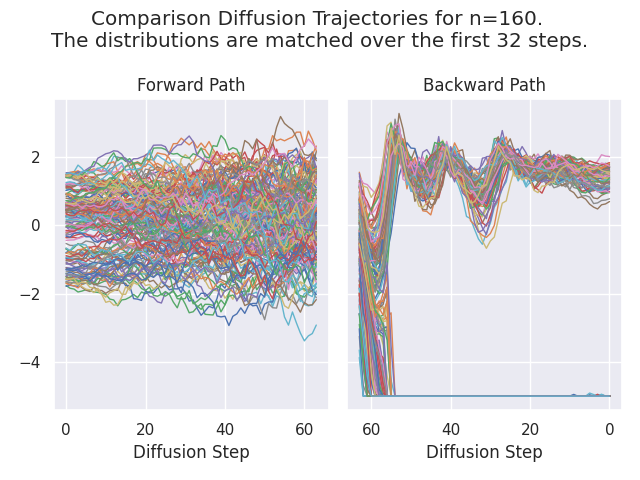 Comparison Diffusion Trajectories for n=160.
The distributions are matched over the first 32 steps.
Forward Path
Backward Path
2
0
−2
−4
0 20 40 60
60 40 20 0
Diffusion Step
Diffusion Step